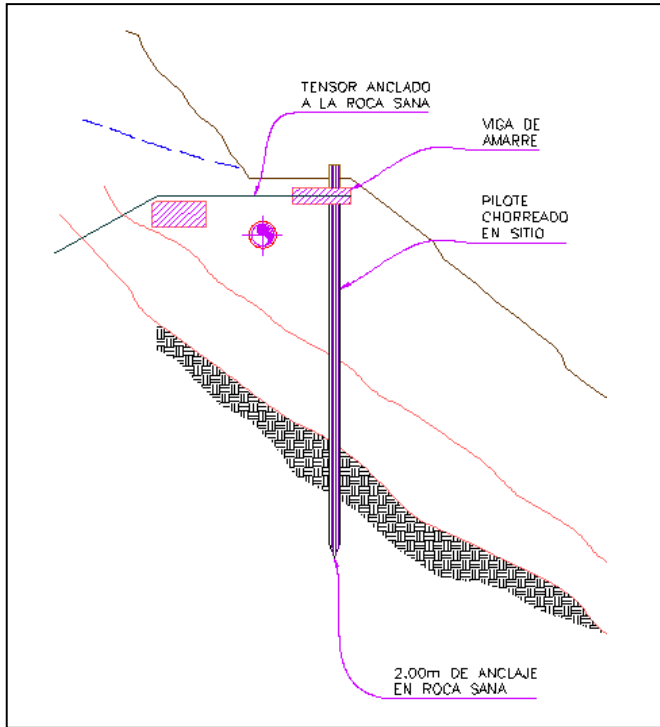 TENSOR ANCLADO
A LA ROCA SANA
VIGA DE
AMARRE
PILOTE
CHORREADO
EN SITIO
2.00m DE ANCLAJE
EN ROCA SANA